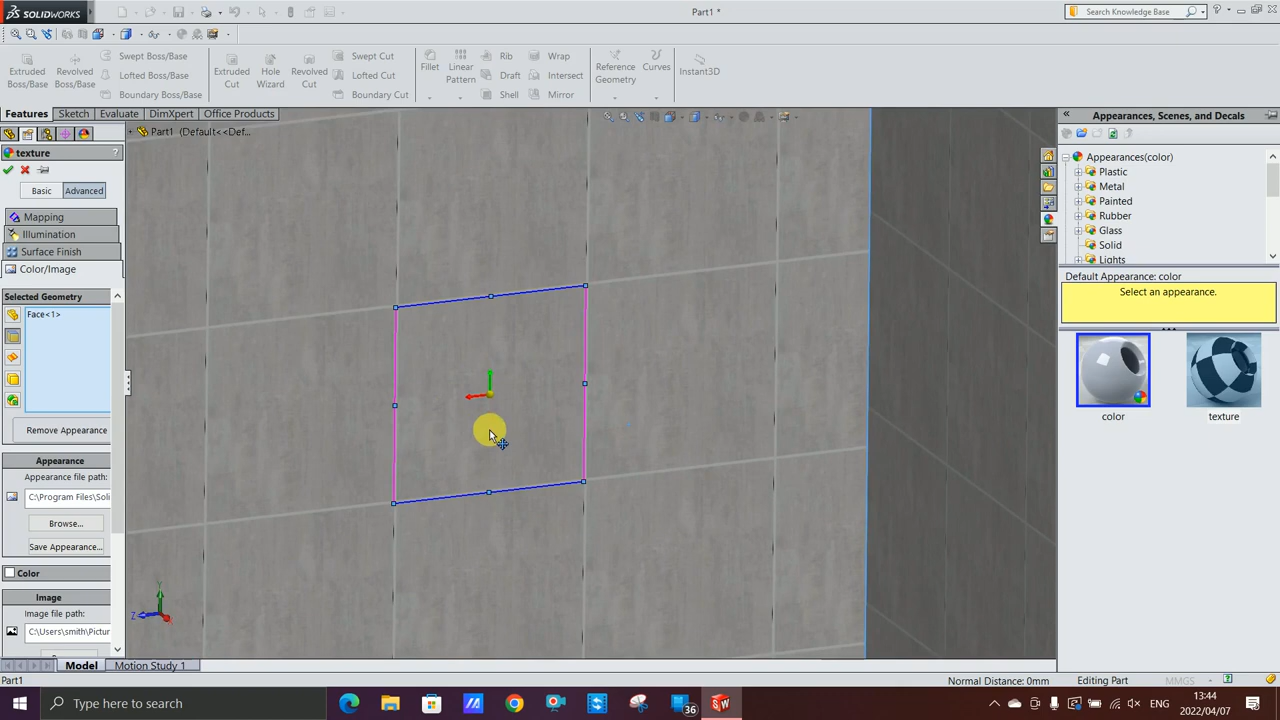 SOLIDWORKS
Part1 *
Search Knowledge Base
Extruded Boss/Base
Revolved Boss/Base
Swept Boss/Base
Lofted Boss/Base
Boundary Boss/Base
Extruded Cut
Hole Wizard
Revolved Cut
Swept Cut
Lofted Cut
Boundary Cut
Fillet
Linear Pattern
Rib
Draft
Shell
Wrap
Intersect
Mirror
Reference Geometry
Curves
Instant3D
Features
Sketch
Evaluate
DimXpert
Office Products
Part1 (Default<<Def...
texture
?
Basic
Advanced
Mapping
Illumination
Surface Finish
Color/Image
Selected Geometry
Face<1>
Remove Appearance
Appearance
Appearance file path:
C:\Program Files\Soli
Browse...
Save Appearance...
Color
Image
Image file path:
C:\Users\smith\Pictur
Y
Z
X
Appearances, Scenes, and Decals
Appearances(color)
Plastic
Metal
Painted
Rubber
Glass
Solid
Lights
Default Appearance: color
Select an appearance.
color
texture
Model
Motion Study 1
Part1
Normal Distance: 0mm
Editing Part
MMGS
Type here to search
36
SW
ENG
13:44
2022/04/07